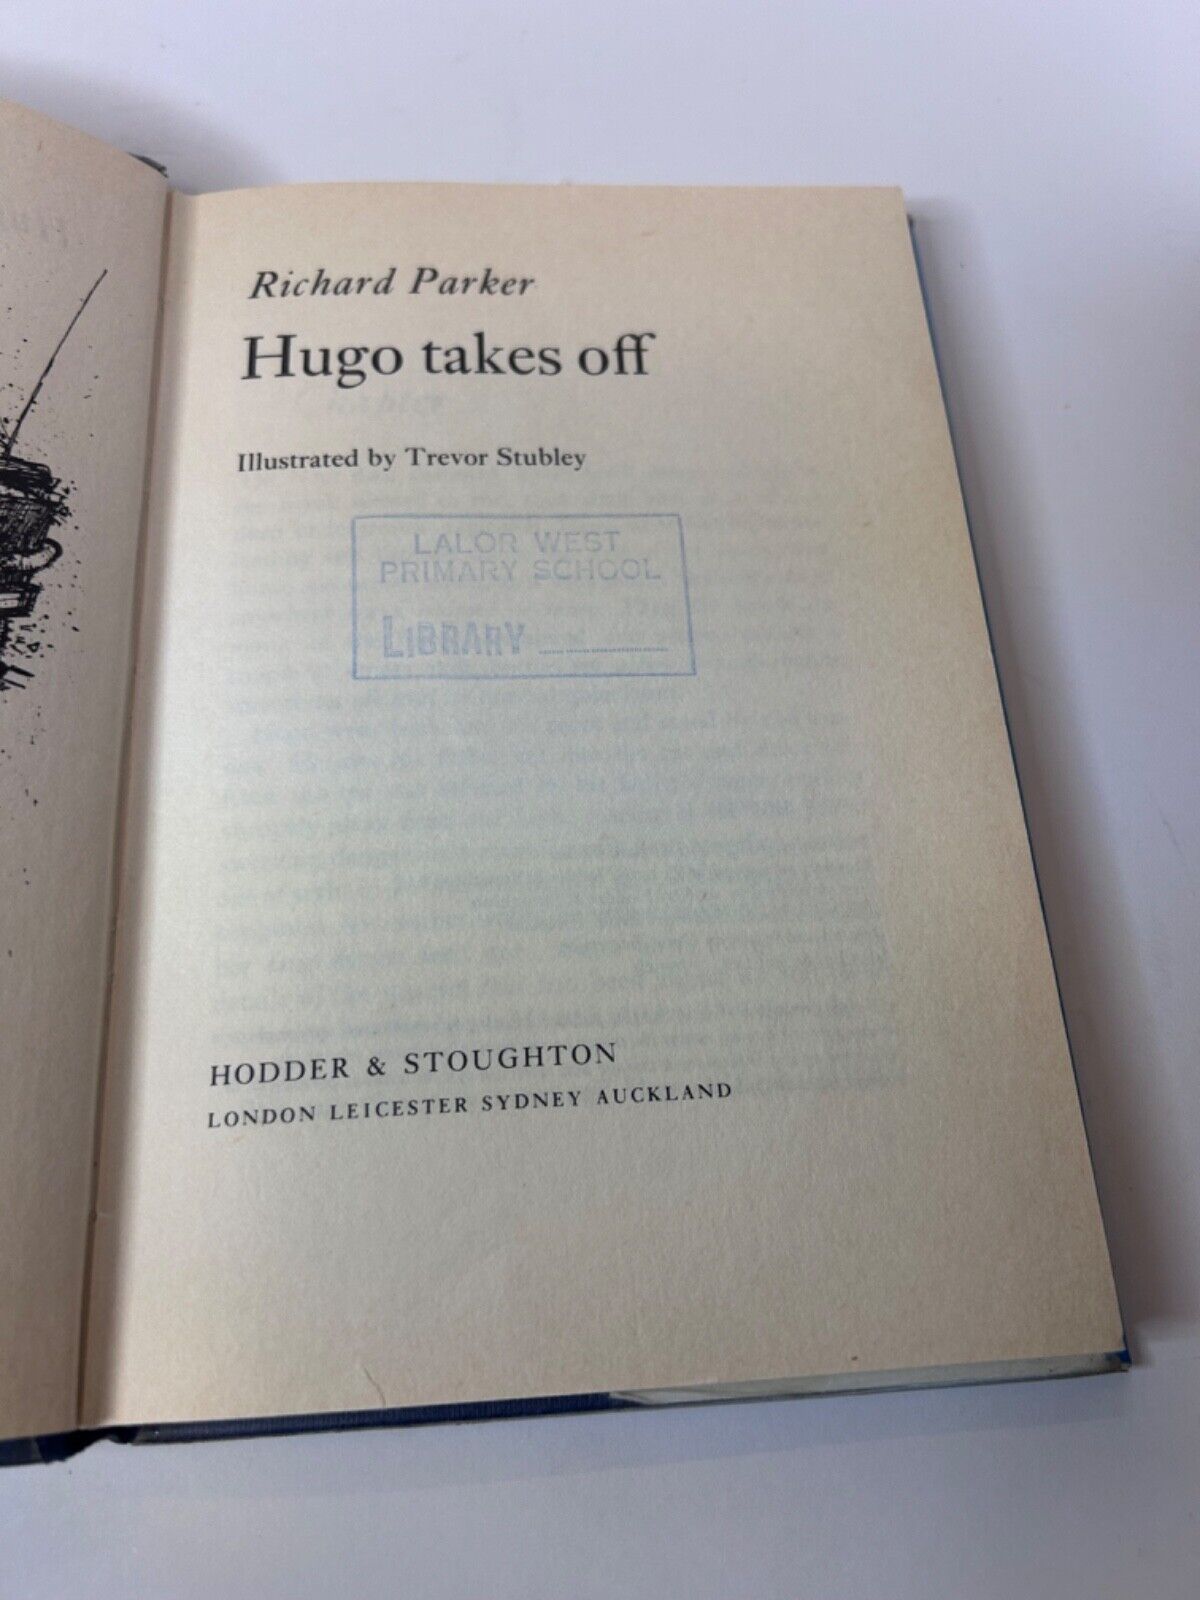 Richard Parker
Hugo takes off
Illustrated by Trevor Stubley
LALOR WEST
PRIMARY SCHOOL
LIBRARY
HODDER & STOUGHTON
LONDON LEICESTER SYDNEY AUCKLAND